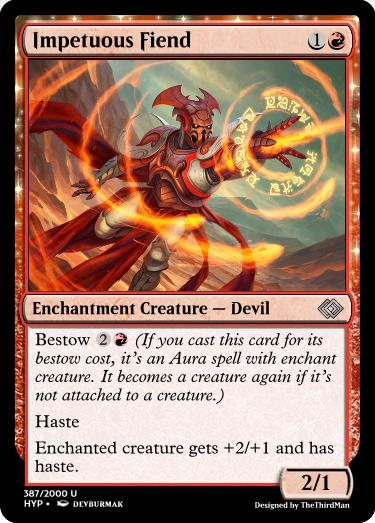 Impetuous Fiend 1
Enchantment Creature — Devil
Bestow 2 (If you cast this card for its
bestow cost, it's an Aura spell with enchant
creature. It becomes a creature again if it's
not attached to a creature.)
Haste
Enchanted creature gets +2/+1 and has
haste.
2/1
387/2000 U
HYP • DEVBURMAK
Designed by TheThirdMan